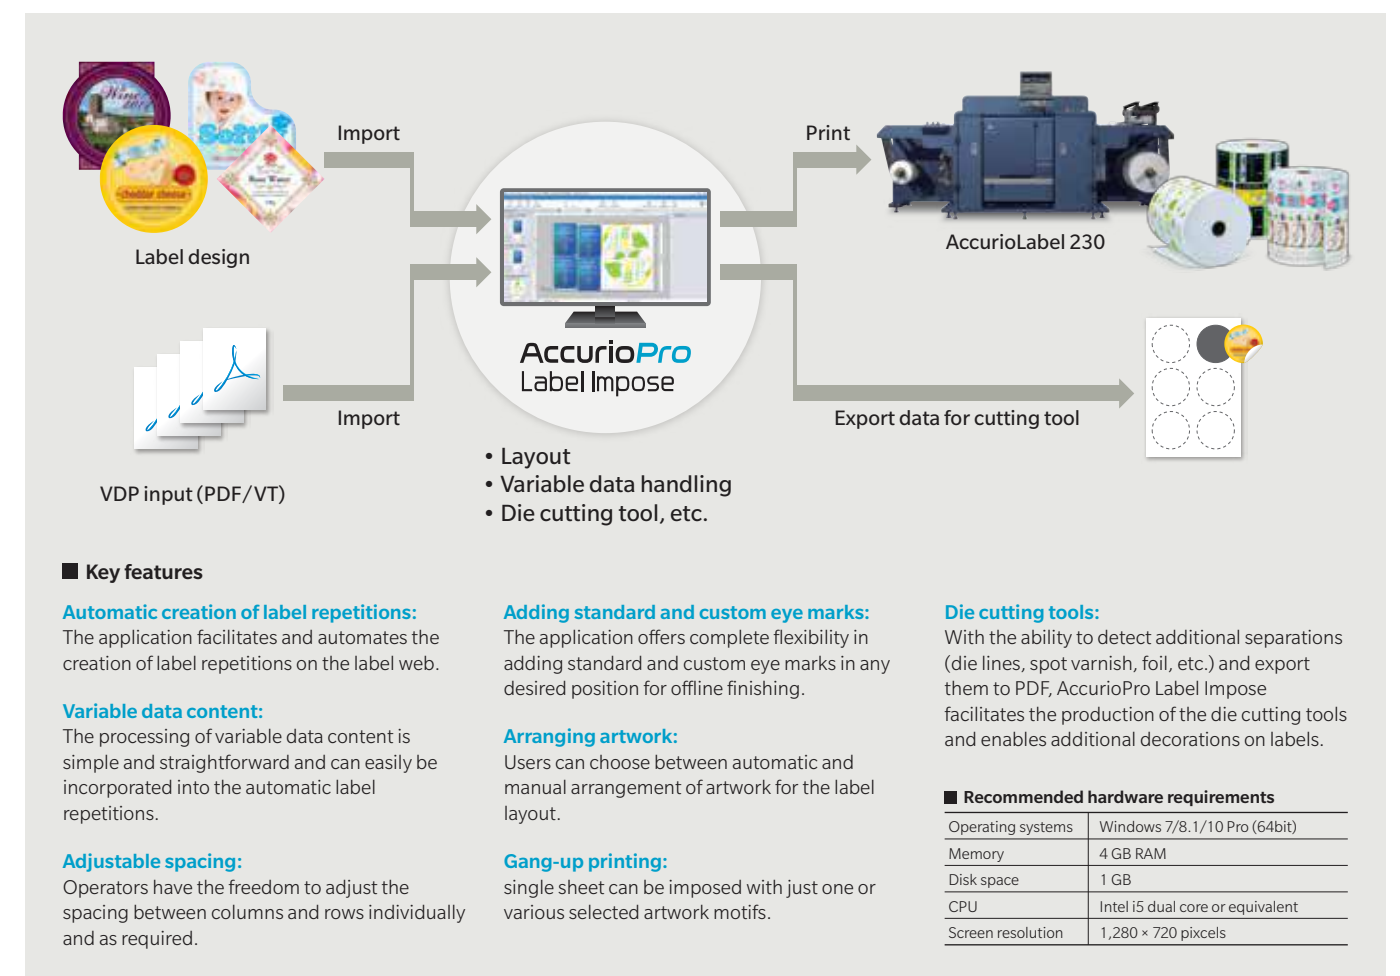 Wine
Soft
cheddar cheese
Import
Print
Label design
AccurioLabel 230
AccurioPro
Label Impose
Import
Export data for cutting tool
VDP input (PDF/VT)
• Layout
• Variable data handling
• Die cutting tool, etc.
Key features
Automatic creation of label repetitions:
The application facilitates and automates the
creation of label repetitions on the label web.
Variable data content:
The processing of variable data content is
simple and straightforward and can easily be
incorporated into the automatic label
repetitions.
Adjustable spacing:
Operators have the freedom to adjust the
spacing between columns and rows individually
and as required.
Adding standard and custom eye marks:
The application offers complete flexibility in
adding standard and custom eye marks in any
desired position for offline finishing.
Arranging artwork:
Users can choose between automatic and
manual arrangement of artwork for the label
layout.
Gang-up printing:
single sheet can be imposed with just one or
various selected artwork motifs.
Die cutting tools:
With the ability to detect additional separations
(die lines, spot varnish, foil, etc.) and export
them to PDF, AccurioPro Label Impose
facilitates the production of the die cutting tools
and enables additional decorations on labels.
Recommended hardware requirements
Operating systems Windows 7/8.1/10 Pro (64bit)
Memory 4 GB RAM
Disk space 1 GB
CPU Intel i5 dual core or equivalent
Screen resolution 1,280 × 720 pixcels